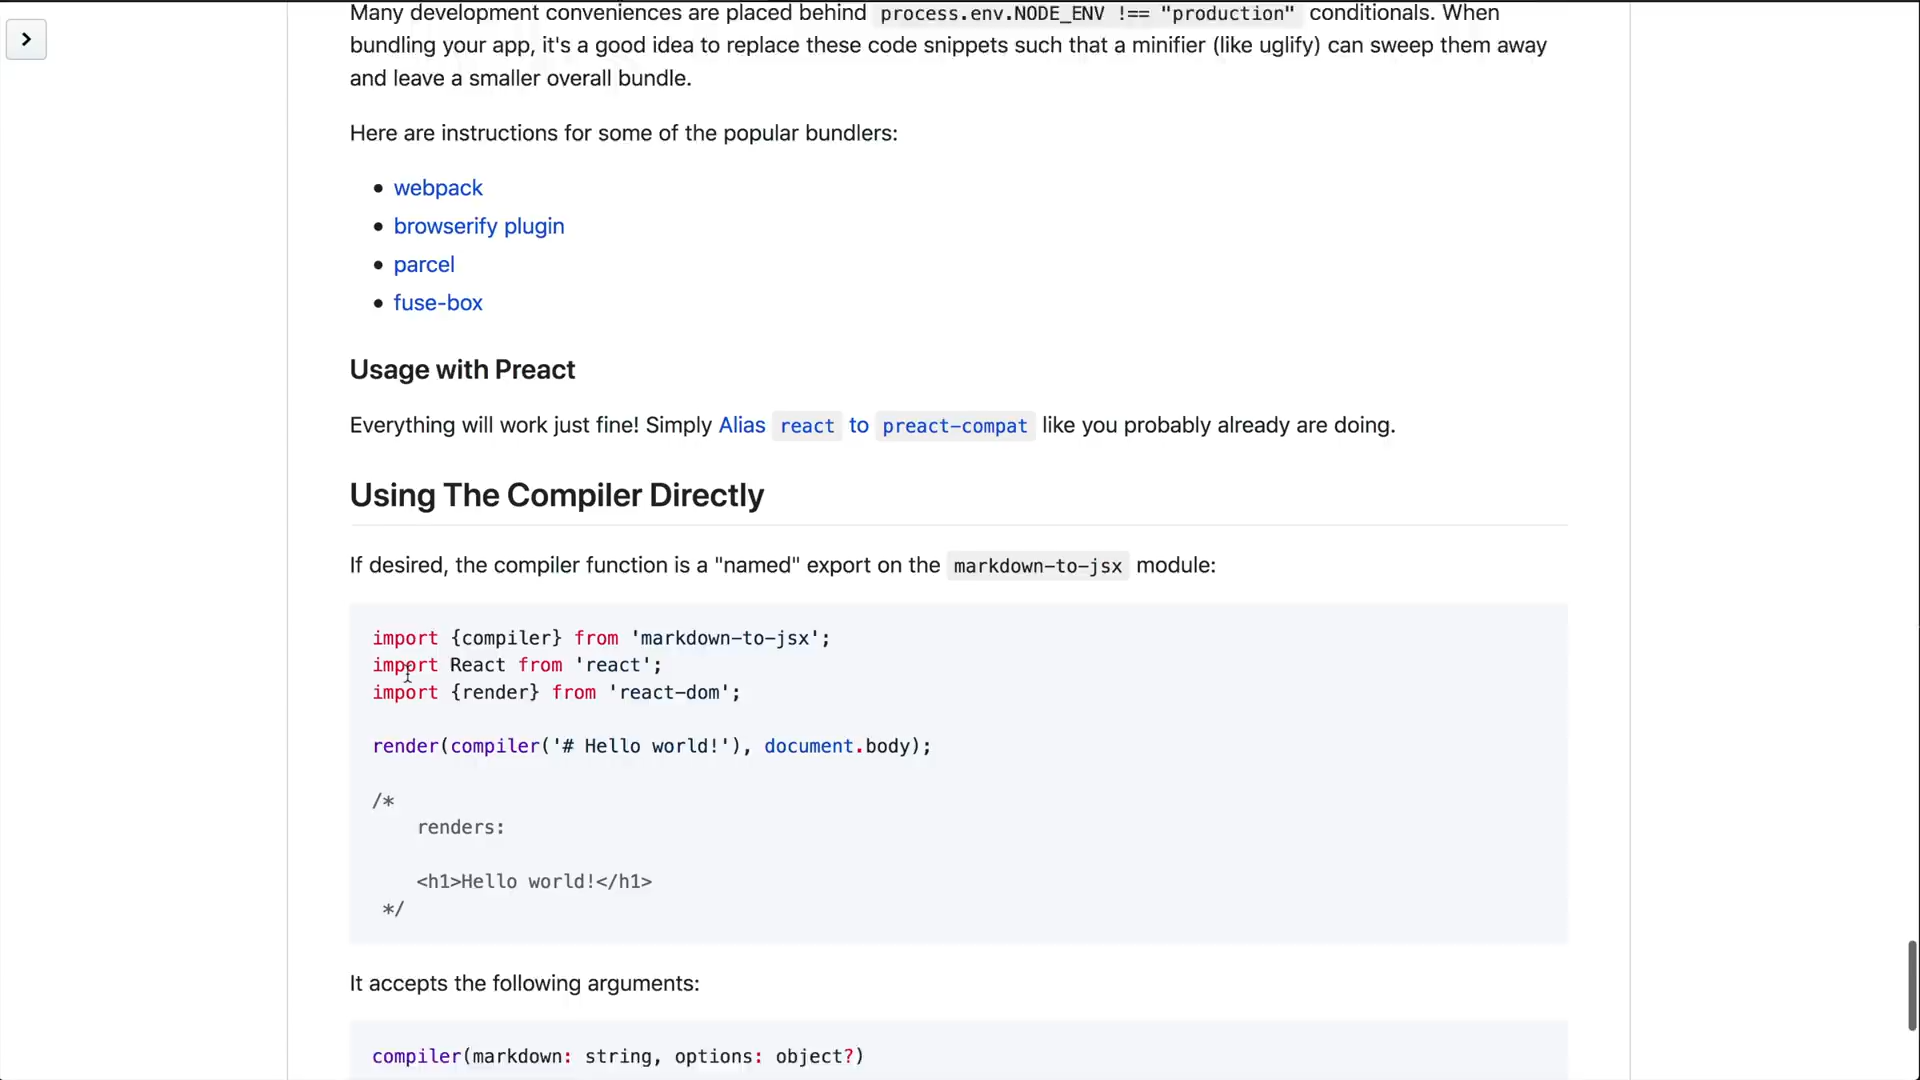 Many development conveniences are placed behind process.env.NODE_ENV !== "production" conditionals. When
bundling your app, it's a good idea to replace these code snippets such that a minifier (like uglify) can sweep them away
and leave a smaller overall bundle.
Here are instructions for some of the popular bundlers:
• webpack
• browserify plugin
• parcel
• fuse-box
Usage with Preact
Everything will work just fine! Simply Alias react to preact-compat like you probably already are doing.
Using The Compiler Directly
If desired, the compiler function is a "named" export on the markdown-to-jsx module:
import {compiler} from 'markdown-to-jsx';
import React from 'react';
import {render} from 'react-dom';
render(compiler('# Hello world!'), document.body);
/*
renders:
<h1>Hello world!</h1>
*/
It accepts the following arguments:
compiler(markdown: string, options: object?)